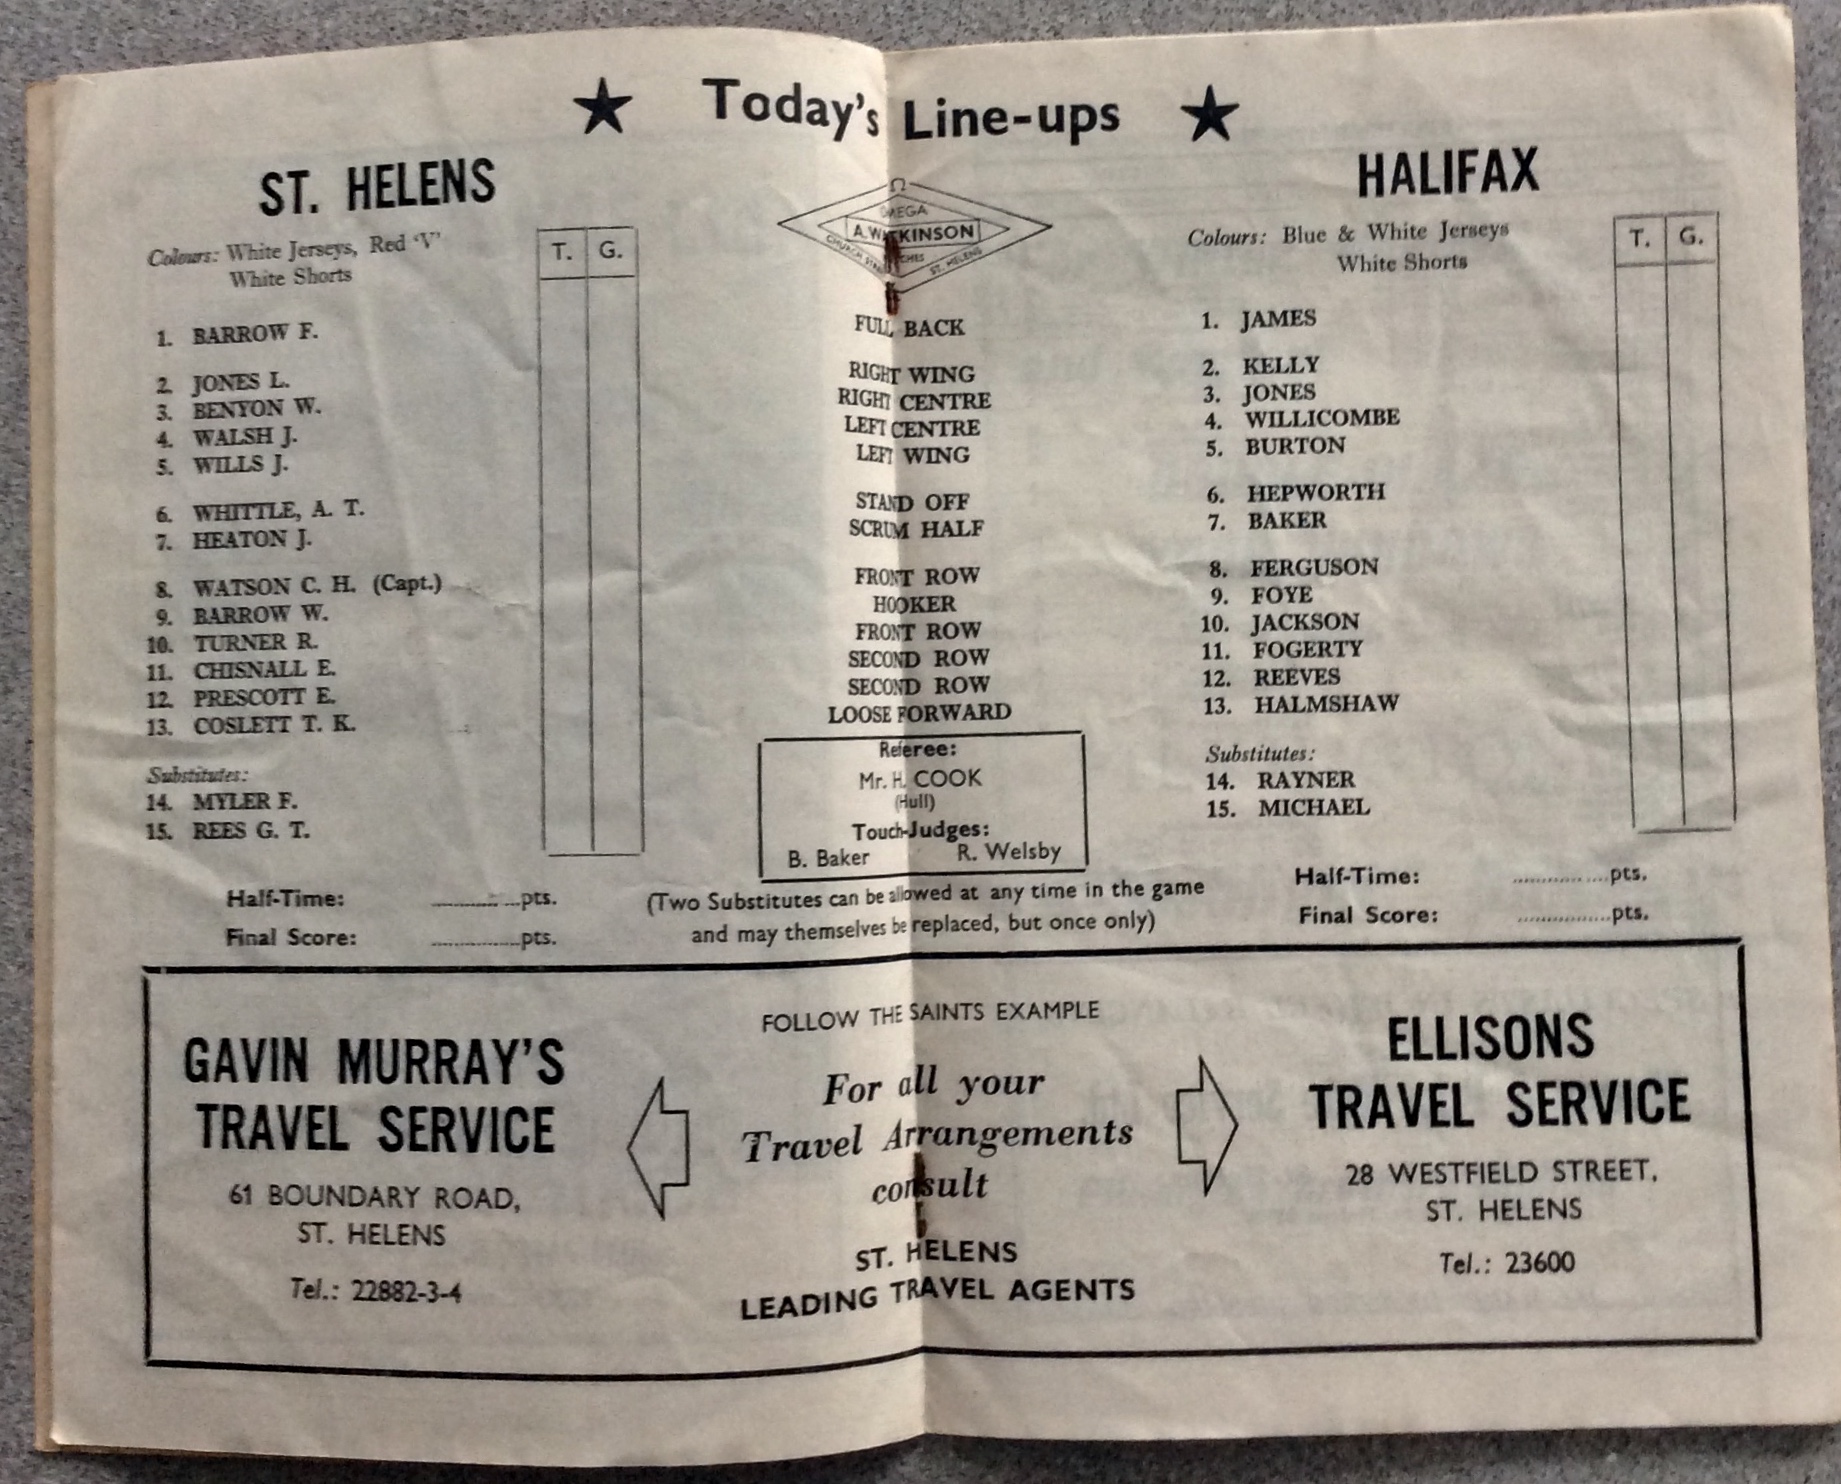 Today's Line-ups
ST. HELENS
Colours: White Jerseys, Red 'V'
White Shorts
T. G.
1. BARROW F.
2. JONES L.
3. BENYON W.
4. WALSH J.
5. WILLS J.
6. WHITTLE, A. T.
7. HEATON J.
8. WATSON C. H. (Capt.)
9. BARROW W.
10. TURNER R.
11. CHISNALL E.
12. PRESCOTT E.
13. COSLETT T. K.
Substitutes:
14. MYLER F.
15. REES G. T.
Half-Time: ................pts.
Final Score: ................pts.
Ω
OMEGA
CHURCH
ST. HELENS
FULL BACK
RIGHT WING
RIGHT CENTRE
LEFT CENTRE
LEFT WING
STAND OFF
SCRUM HALF
FRONT ROW
HOOKER
FRONT ROW
SECOND ROW
SECOND ROW
LOOSE FORWARD
Referee:
Mr. H. COOK
(Hull)
Touch-Judges:
B. Baker R. Welsby
(Two Substitutes can be allowed at any time in the game
and may themselves be replaced, but once only)
HALIFAX
Colours: Blue & White Jerseys
White Shorts
T. G.
1. JAMES
2. KELLY
3. JONES
4. WILLICOMBE
5. BURTON
6. HEPWORTH
7. BAKER
8. FERGUSON
9. FOYE
10. JACKSON
11. FOGERTY
12. REEVES
13. HALMSHAW
Substitutes:
14. RAYNER
15. MICHAEL
Half-Time: ................pts.
Final Score: ................pts.
GAVIN MURRAY'S
TRAVEL SERVICE
61 BOUNDARY ROAD,
ST. HELENS
Tel.: 22882-3-4
FOLLOW THE SAINTS EXAMPLE
For all your
Travel Arrangements
consult
ST. HELENS
LEADING TRAVEL AGENTS
ELLISONS
TRAVEL SERVICE
28 WESTFIELD STREET,
ST. HELENS
Tel.: 23600